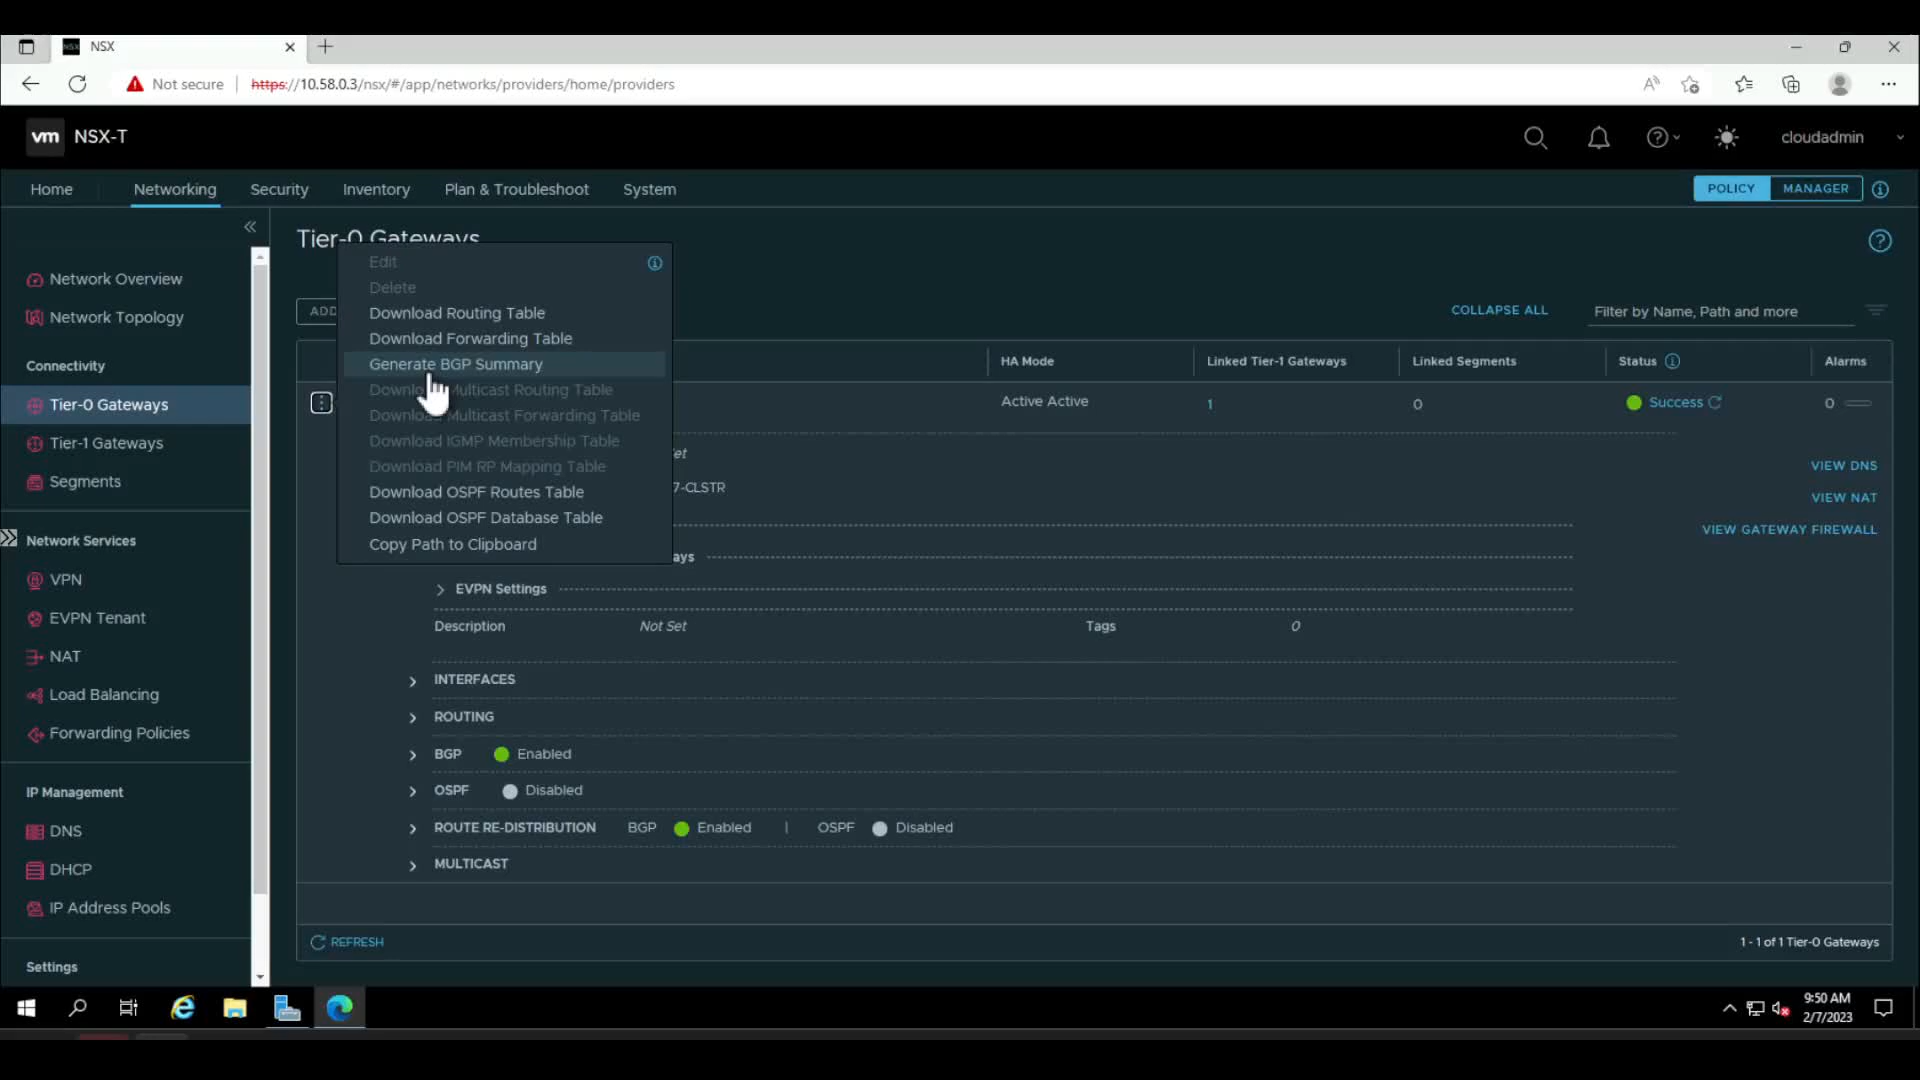 NSX
Not secure https://10.58.0.3/nsx/#/app/networks/providers/home/providers
vm NSX-T
cloudadmin
Home Networking Security Inventory Plan & Troubleshoot System
POLICY MANAGER
Network Overview
Network Topology
Connectivity
Tier-0 Gateways
Tier-1 Gateways
Segments
Network Services
VPN
EVPN Tenant
NAT
Load Balancing
Forwarding Policies
IP Management
DNS
DHCP
IP Address Pools
Settings
Tier-0 Gateways
ADD
COLLAPSE ALL
Filter by Name, Path and more
Edit
Delete
Download Routing Table
Download Forwarding Table
Generate BGP Summary
Download Multicast Routing Table
Download Multicast Forwarding Table
Download IGMP Membership Table
Download PIM RP Mapping Table
Download OSPF Routes Table
Download OSPF Database Table
Copy Path to Clipboard
HA Mode Linked Tier-1 Gateways Linked Segments Status Alarms
Active Active 1 0 Success 0
et
7-CLSTR
ays
VIEW DNS
VIEW NAT
VIEW GATEWAY FIREWALL
EVPN Settings
Description Not Set Tags 0
INTERFACES
ROUTING
BGP Enabled
OSPF Disabled
ROUTE RE-DISTRIBUTION BGP Enabled | OSPF Disabled
MULTICAST
REFRESH
1 - 1 of 1 Tier-0 Gateways
9:50 AM
2/7/2023